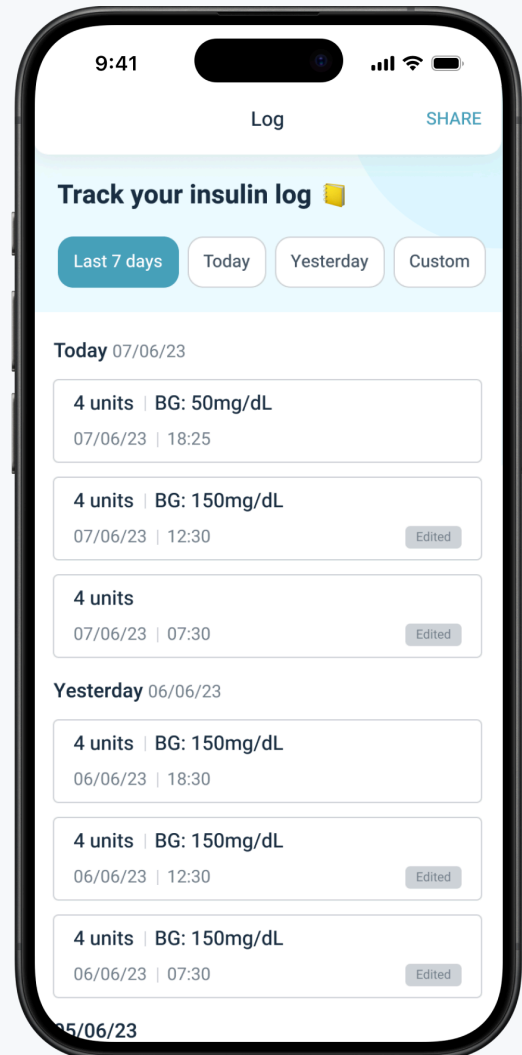 9:41
Log
SHARE
Track your insulin log
Last 7 days
Today
Yesterday
Custom
Today 07/06/23
4 units | BG: 50mg/dL
07/06/23 | 18:25
4 units | BG: 150mg/dL
07/06/23 | 12:30
Edited
4 units
07/06/23 | 07:30
Edited
Yesterday 06/06/23
4 units | BG: 150mg/dL
06/06/23 | 18:30
4 units | BG: 150mg/dL
06/06/23 | 12:30
Edited
4 units | BG: 150mg/dL
06/06/23 | 07:30
Edited
05/06/23